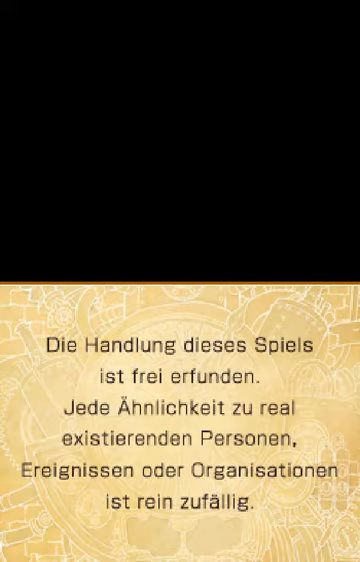 Die Handlung dieses Spiels
ist frei erfunden.
Jede Ähnlichkeit zu real
existierenden Personen,
Ereignissen oder Organisationen
ist rein zufällig.